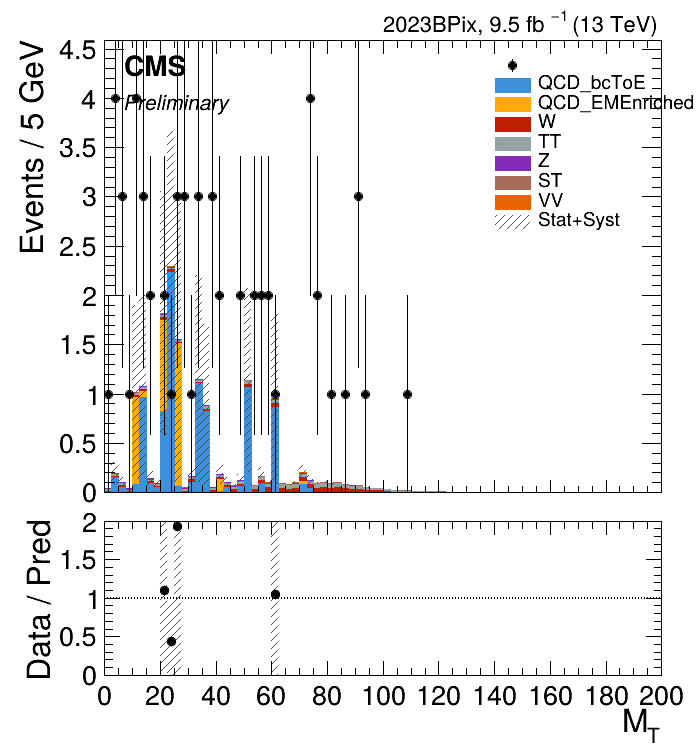 2023BPix, 9.5 fb⁻¹ (13 TeV)
CMS
Preliminary
QCD_bcToE
QCD_EMEnriched
W
TT
Z
ST
VV
Stat+Syst
Events / 5 GeV
4.5
4
3.5
3
2.5
2
1.5
1
0.5
0
Data / Pred
2
1.5
1
0.5
0
0 20 40 60 80 100 120 140 160 180 200
M_T